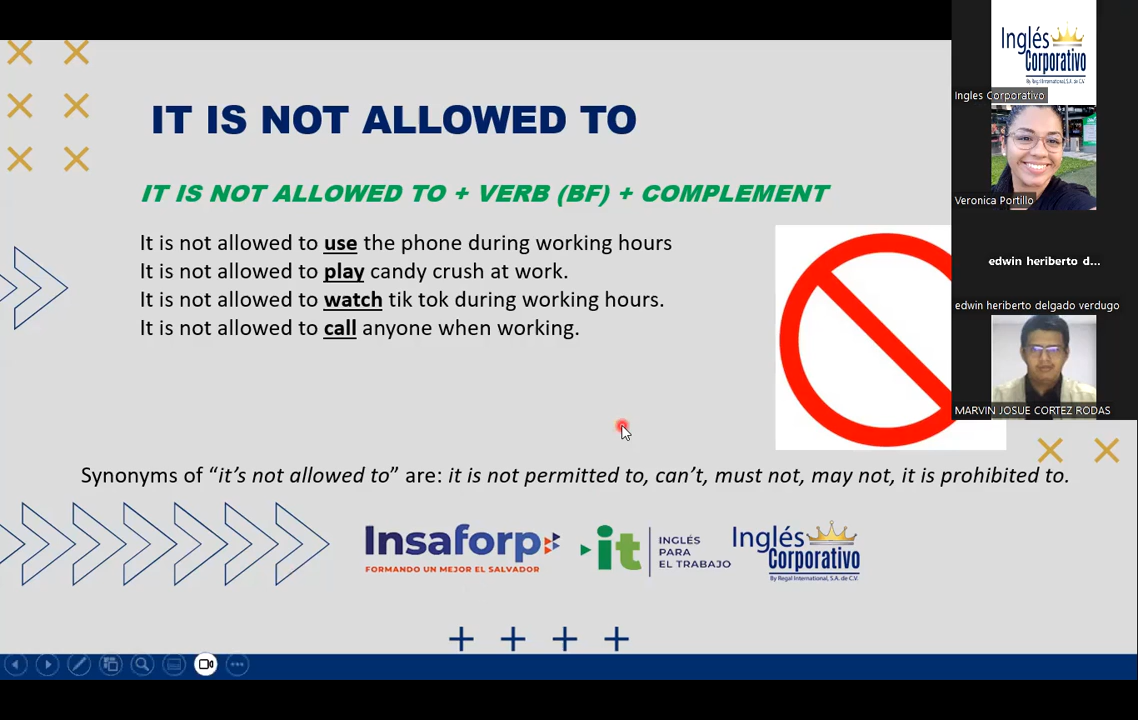 IT IS NOT ALLOWED TO
IT IS NOT ALLOWED TO + VERB (BF) + COMPLEMENT
It is not allowed to use the phone during working hours
It is not allowed to play candy crush at work.
It is not allowed to watch tik tok during working hours.
It is not allowed to call anyone when working.
Synonyms of “it’s not allowed to” are: it is not permitted to, can’t, must not, may not, it is prohibited to.
Insaforp
FORMANDO UN MEJOR EL SALVADOR
it
INGLÉS
PARA
EL TRABAJO
Inglés
Corporativo
By Regal International, S.A. de C.V.
Inglés
Corporativo
By Regal International, S.A. de C.V.
Ingles Corporativo
Veronica Portillo
edwin heriberto d...
edwin heriberto delgado verdugo
MARVIN JOSUE CORTEZ RODAS